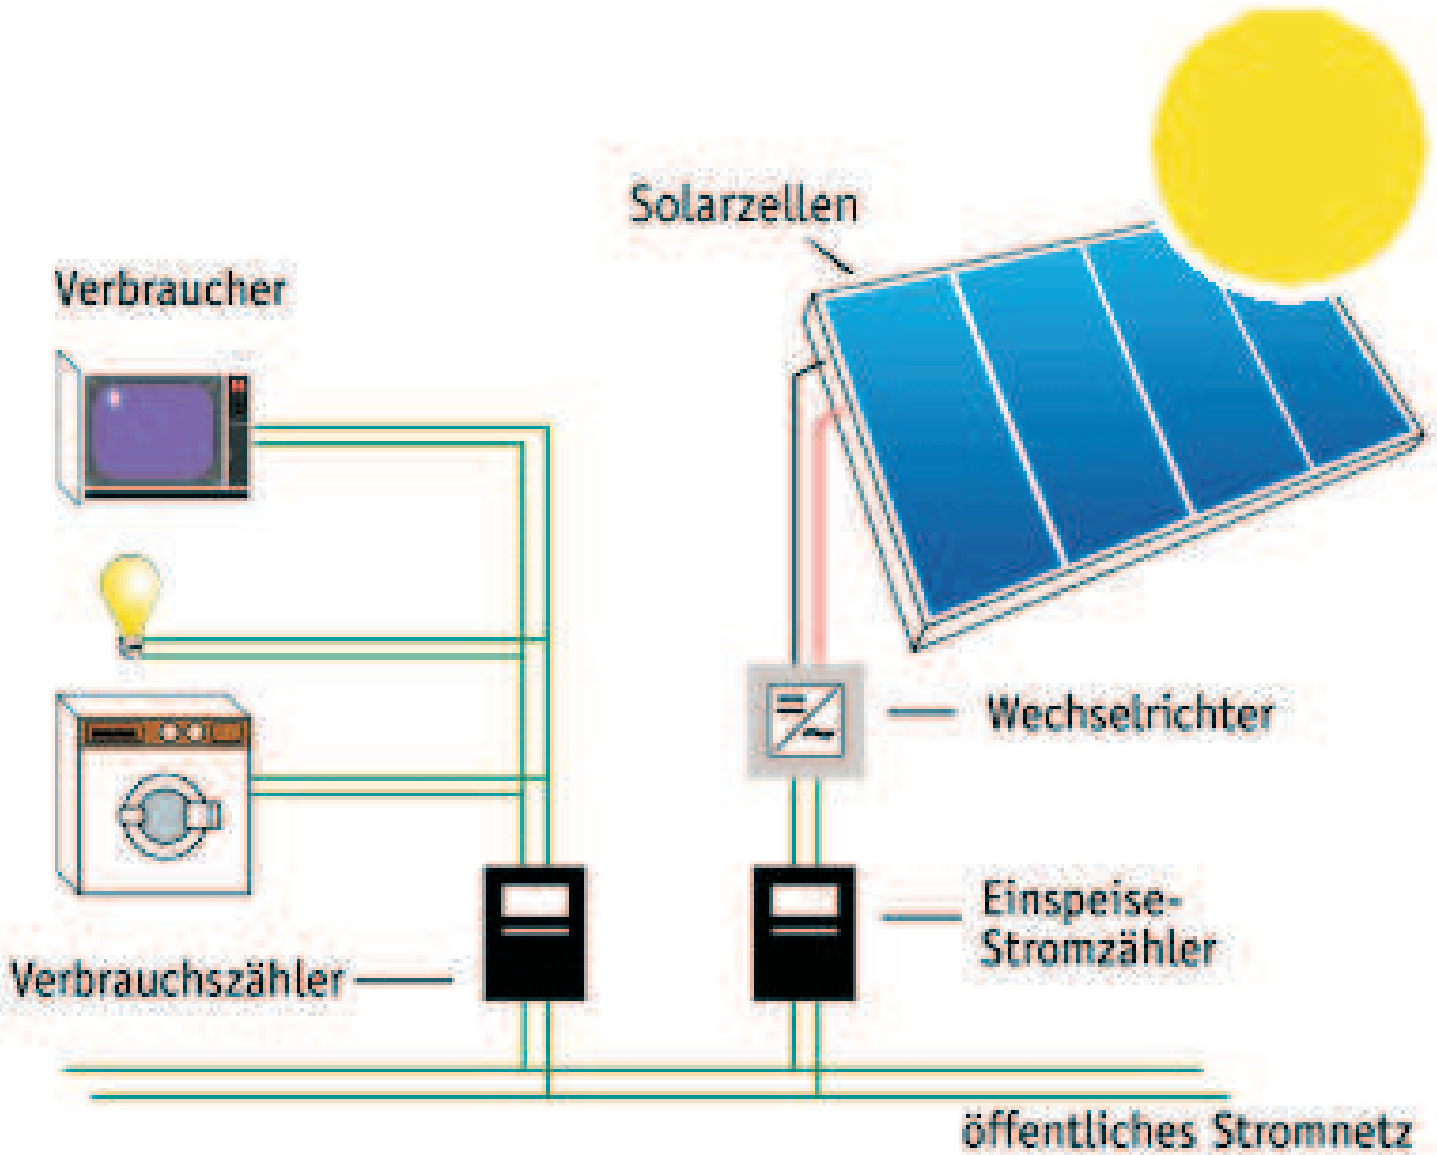 Solarzellen
Verbraucher
Wechselrichter
Einspeise-
Stromzähler
Verbrauchszähler
öffentliches Stromnetz